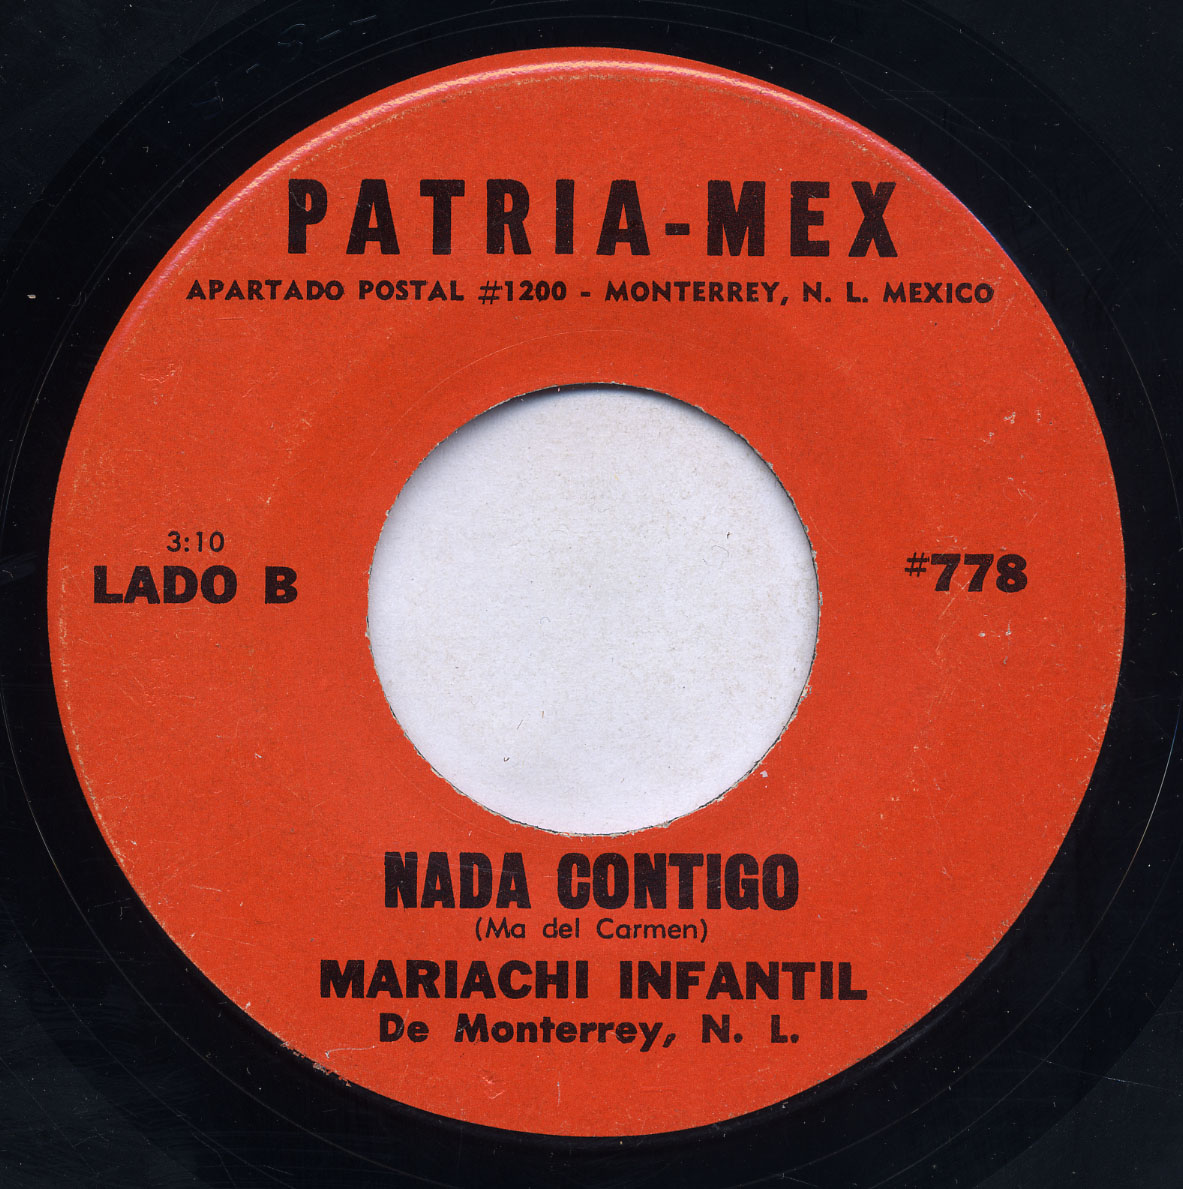 PATRIA-MEX
APARTADO POSTAL #1200 - MONTERREY, N. L. MEXICO
3:10
LADO B
#778
NADA CONTIGO
(Ma del Carmen)
MARIACHI INFANTIL
De Monterrey, N. L.